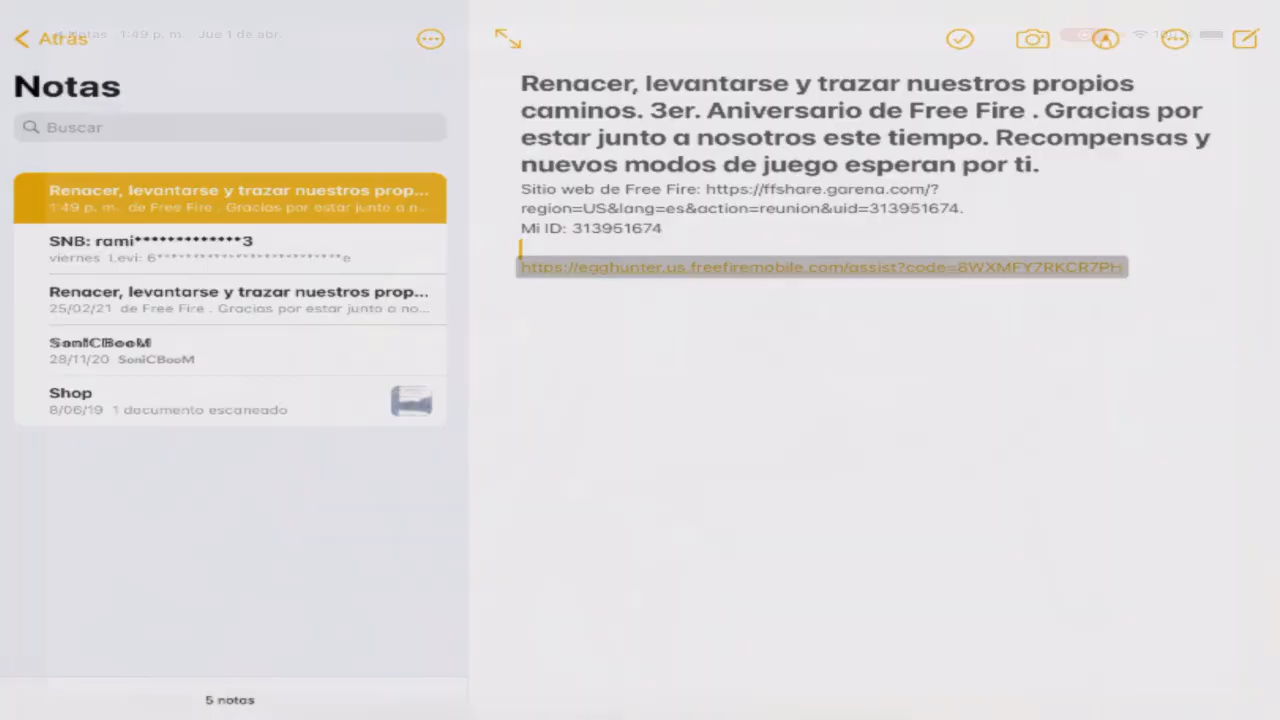 Notas 1:49 p. m. Jue 1 de abr.
Atrás
Notas
Buscar
Renacer, levantarse y trazar nuestros prop...
1:49 p. m. de Free Fire . Gracias por estar junto a n...
SNB: rami*************3
viernes Levi: 6************************e
Renacer, levantarse y trazar nuestros prop...
25/02/21 de Free Fire . Gracias por estar junto a no...
SonICBooM
28/11/20 SonICBooM
Shop
8/06/19 1 documento escaneado
5 notas
Renacer, levantarse y trazar nuestros propios
caminos. 3er. Aniversario de Free Fire . Gracias por
estar junto a nosotros este tiempo. Recompensas y
nuevos modos de juego esperan por ti.
Sitio web de Free Fire: https://ffshare.garena.com/?
region=US&lang=es&action=reunion&uid=313951674.
Mi ID: 313951674
https://egghunter.us.freefiremobile.com/assist?code=8WXMFY7RKCR7PH